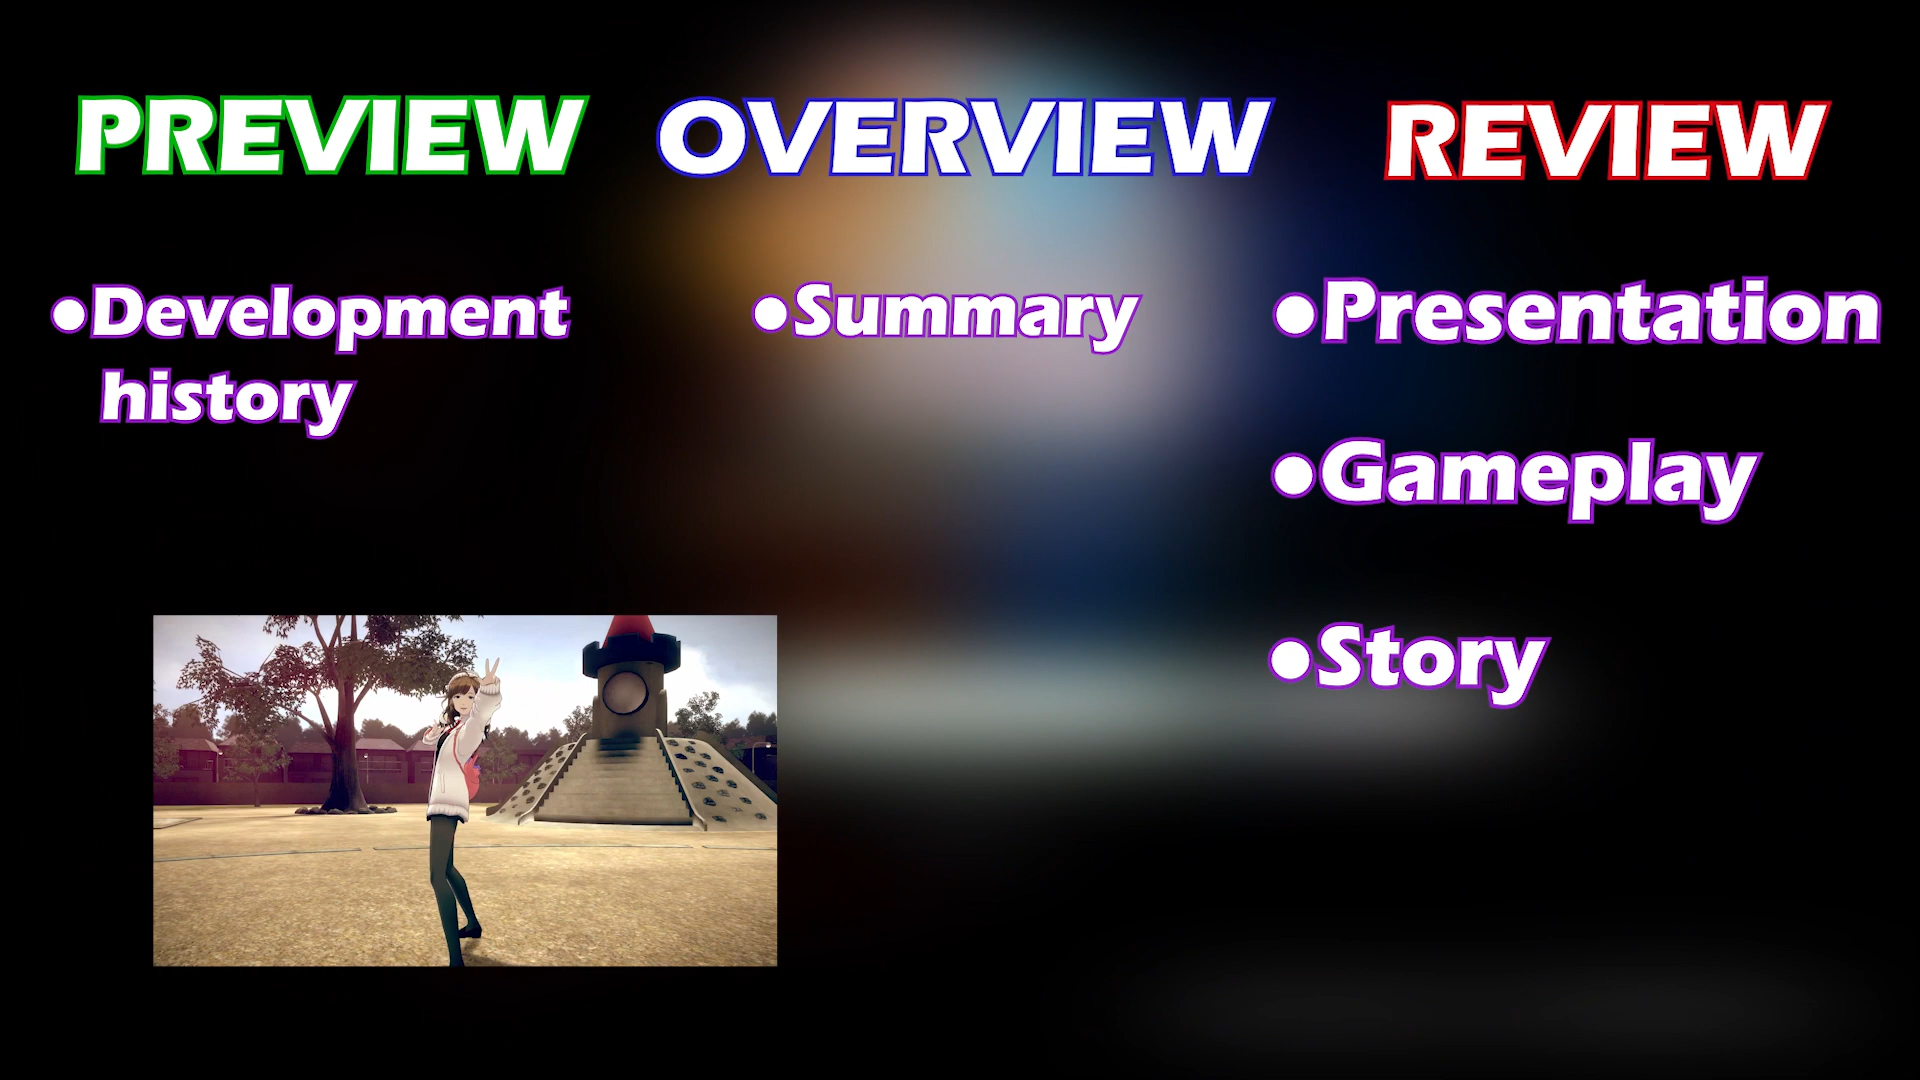 PREVIEW
•Development
history
OVERVIEW
•Summary
REVIEW
•Presentation
•Gameplay
•Story